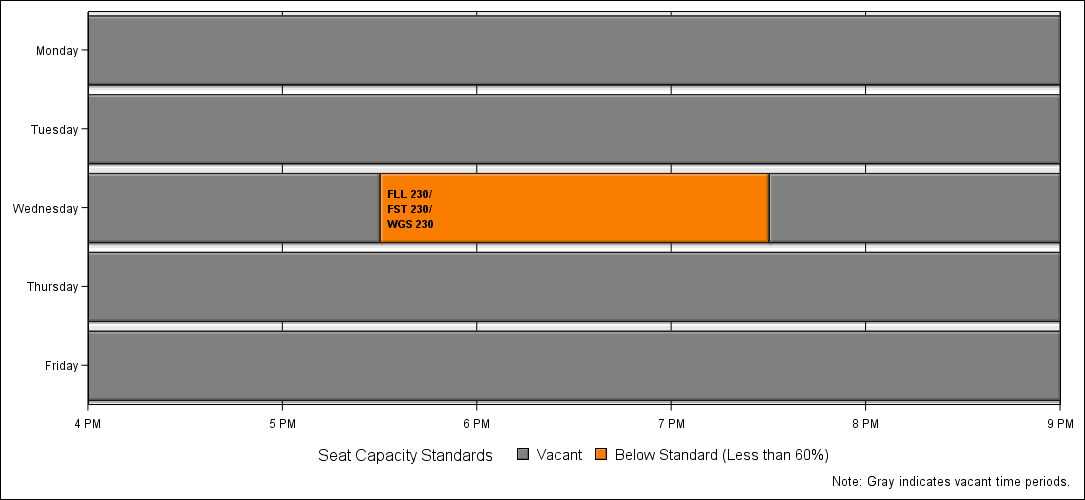 Monday
Tuesday
Wednesday
FLL 230/
FST 230/
WGS 230
Thursday
Friday
4 PM 5 PM 6 PM 7 PM 8 PM 9 PM
Seat Capacity Standards Vacant Below Standard (Less than 60%)
Note: Gray indicates vacant time periods.